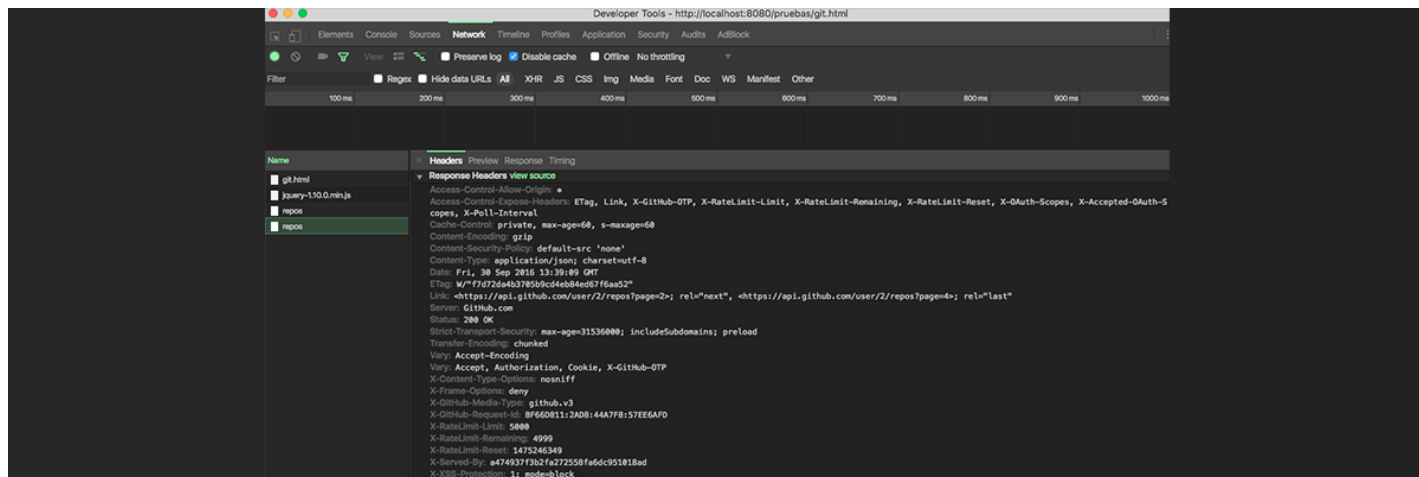 Developer Tools - http://localhost:8080/pruebas/git.html
Elements Console Sources Network Timeline Profiles Application Security Audits AdBlock
View: Preserve log Disable cache Offline No throttling
Filter Regex Hide data URLs All XHR JS CSS Img Media Font Doc WS Manifest Other
100 ms 200 ms 300 ms 400 ms 500 ms 600 ms 700 ms 800 ms 900 ms 1000 ms
Name
git.html
jquery-1.10.0.min.js
repos
repos
× Headers Preview Response Timing
Response Headers view source
Access-Control-Allow-Origin: *
Access-Control-Expose-Headers: ETag, Link, X-GitHub-OTP, X-RateLimit-Limit, X-RateLimit-Remaining, X-RateLimit-Reset, X-OAuth-Scopes, X-Accepted-OAuth-S
copes, X-Poll-Interval
Cache-Control: private, max-age=60, s-maxage=60
Content-Encoding: gzip
Content-Security-Policy: default-src 'none'
Content-Type: application/json; charset=utf-8
Date: Fri, 30 Sep 2016 13:39:09 GMT
ETag: W/"f7d72da4b3705b9cd4eb84ed67f6aa52"
Link: <https://api.github.com/user/2/repos?page=2>; rel="next", <https://api.github.com/user/2/repos?page=4>; rel="last"
Server: GitHub.com
Status: 200 OK
Strict-Transport-Security: max-age=31536000; includeSubdomains; preload
Transfer-Encoding: chunked
Vary: Accept-Encoding
Vary: Accept, Authorization, Cookie, X-GitHub-OTP
X-Content-Type-Options: nosniff
X-Frame-Options: deny
X-GitHub-Media-Type: github.v3
X-GitHub-Request-Id: BF66D811:2AD8:44A7F8:57EE6AFD
X-RateLimit-Limit: 5000
X-RateLimit-Remaining: 4999
X-RateLimit-Reset: 1475246349
X-Served-By: a474937f3b2fa272558fa6dc951018ad
X-XSS-Protection: 1; mode=block